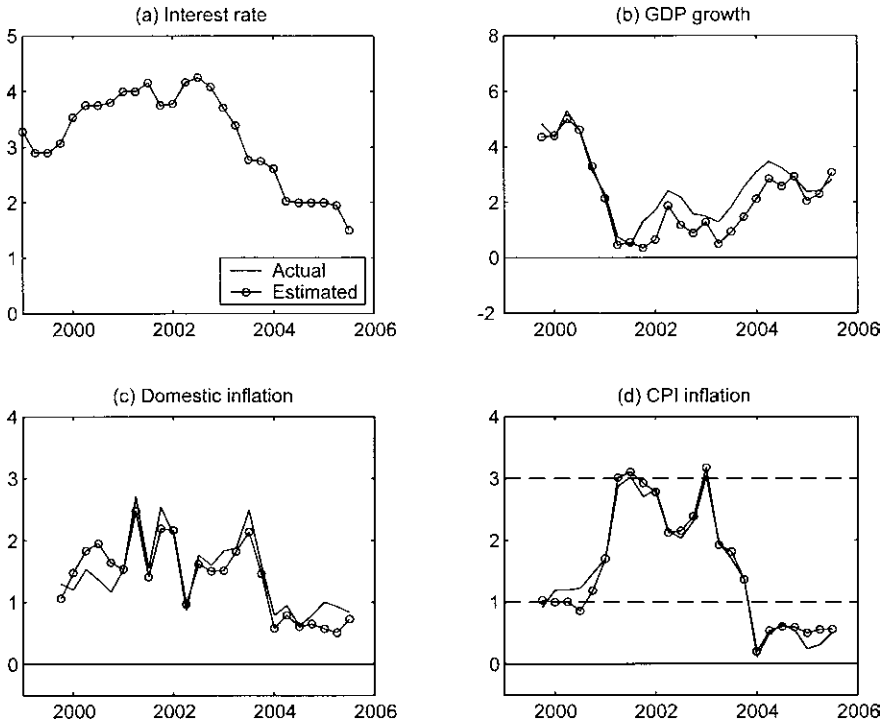 (a) Interest rate
5
4
3
2
1
0
2000 2002 2004 2006
Actual
Estimated
(b) GDP growth
8
6
4
2
0
-2
2000 2002 2004 2006
(c) Domestic inflation
4
3
2
1
0
2000 2002 2004 2006
(d) CPI inflation
4
3
2
1
0
2000 2002 2004 2006